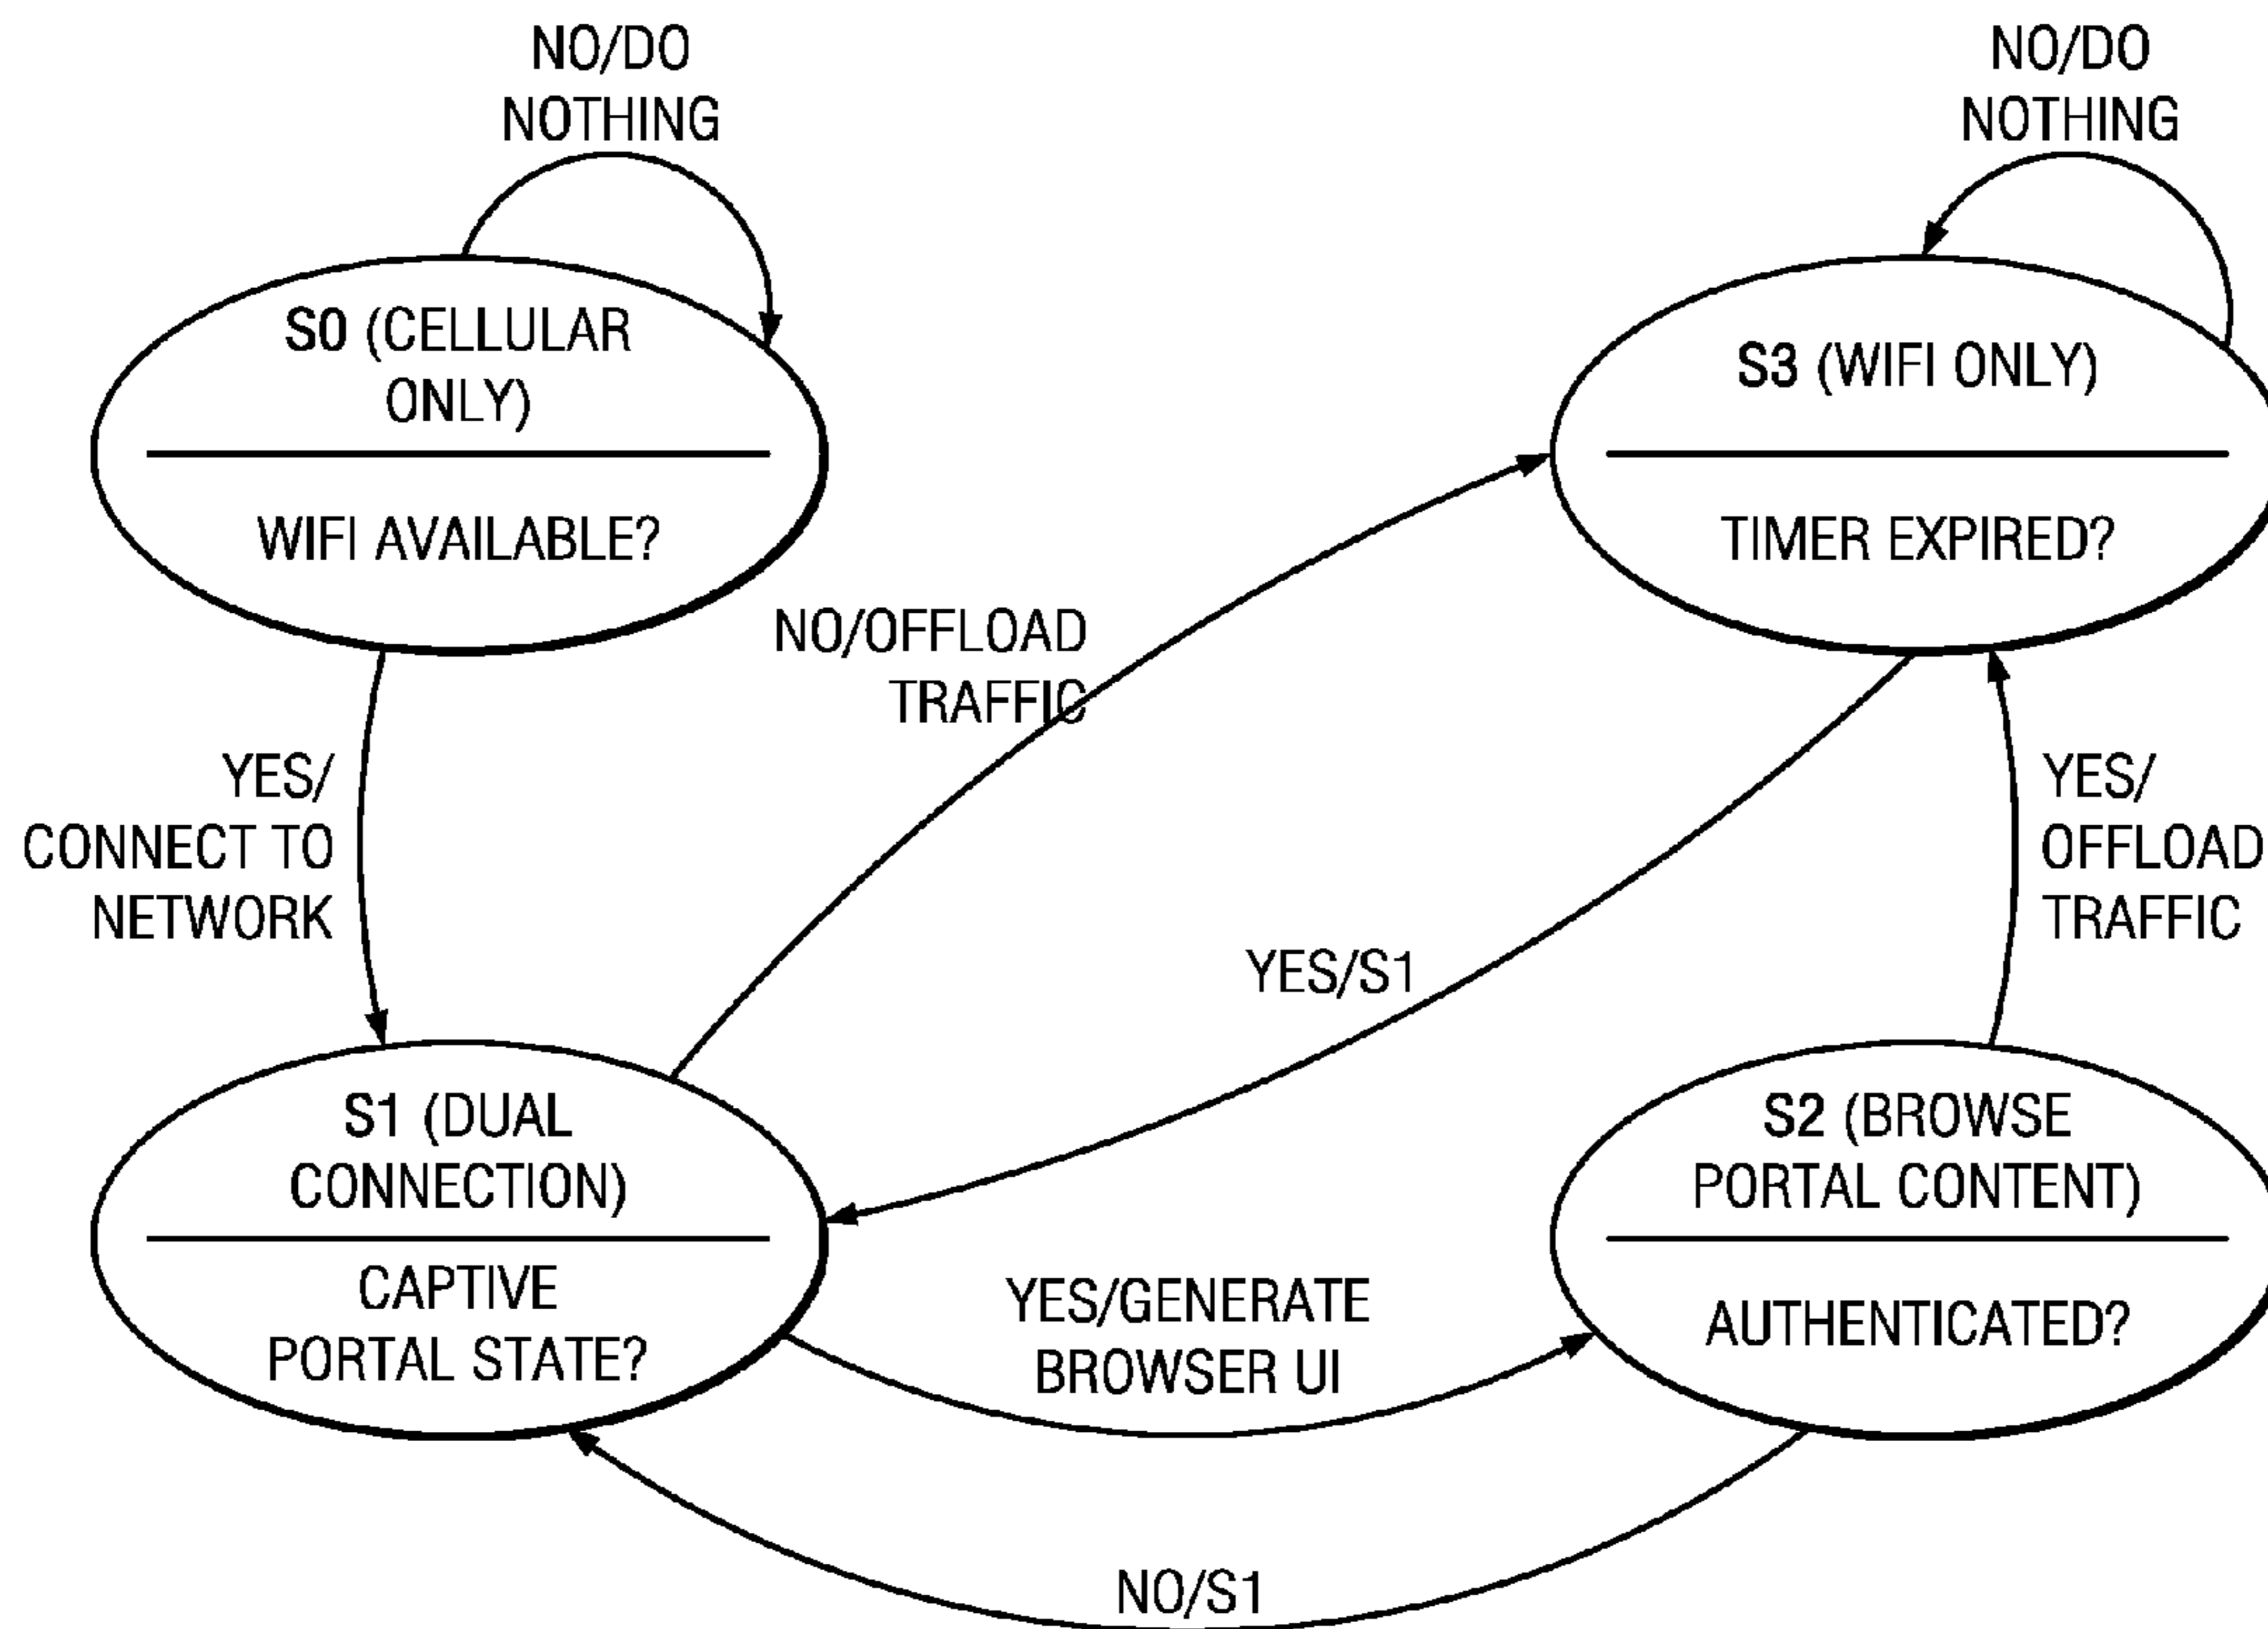 NO/DO
NOTHING
NO/DO
NOTHING
S0 (CELLULAR
ONLY)
WIFI AVAILABLE?
S3 (WIFI ONLY)
TIMER EXPIRED?
NO/OFFLOAD
TRAFFIC
YES/
CONNECT TO
NETWORK
YES/
OFFLOAD
TRAFFIC
YES/S1
S1 (DUAL
CONNECTION)
CAPTIVE
PORTAL STATE?
S2 (BROWSE
PORTAL CONTENT)
AUTHENTICATED?
YES/GENERATE
BROWSER UI
NO/S1